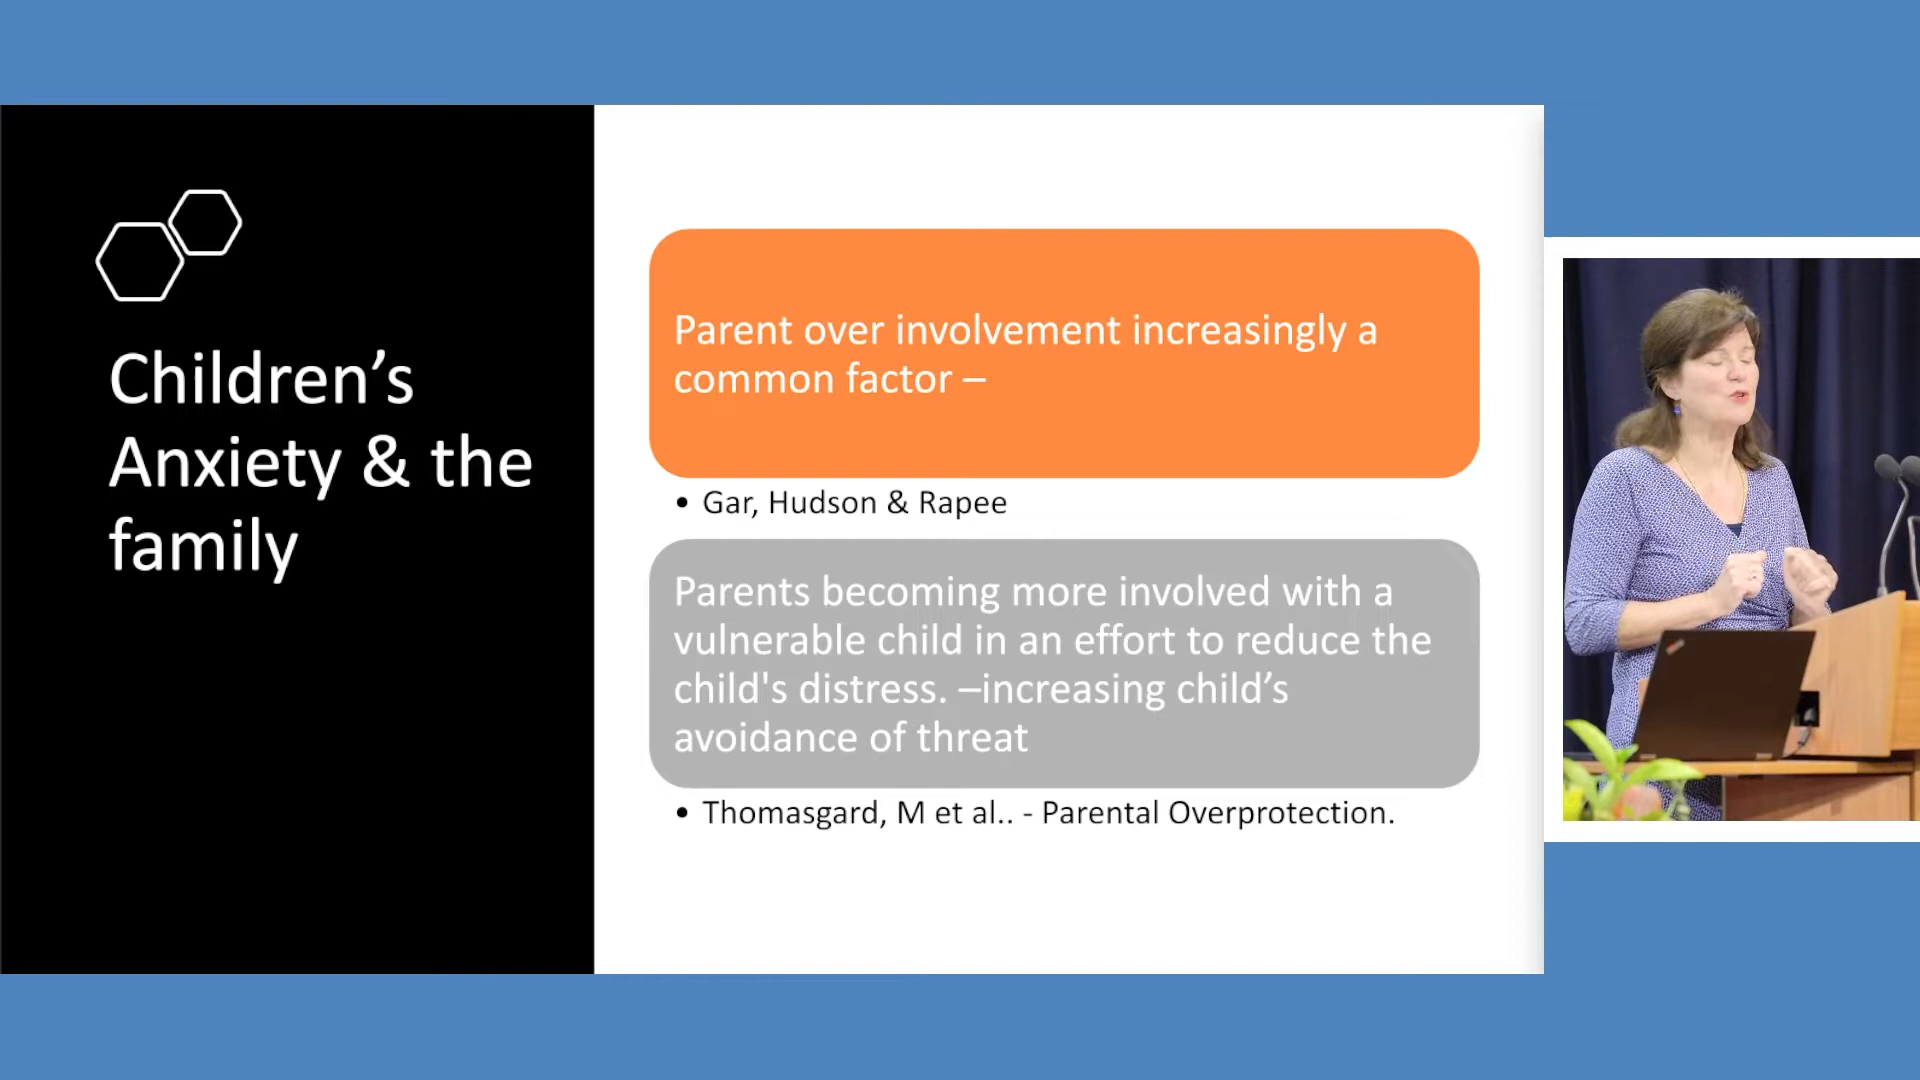 Children’s
Anxiety & the
family
Parent over involvement increasingly a
common factor –
• Gar, Hudson & Rapee
Parents becoming more involved with a
vulnerable child in an effort to reduce the
child's distress. –increasing child’s
avoidance of threat
• Thomasgard, M et al.. - Parental Overprotection.